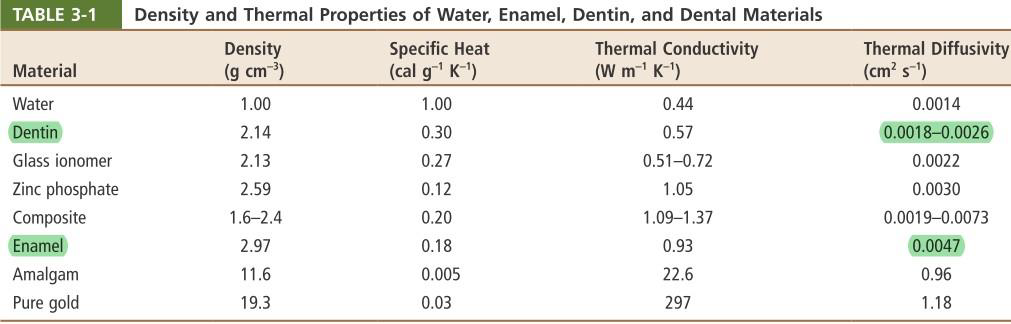 TABLE 3-1 Density and Thermal Properties of Water, Enamel, Dentin, and Dental Materials
Density Specific Heat Thermal Conductivity Thermal Diffusivity
Material (g cm⁻³) (cal g⁻¹ K⁻¹) (W m⁻¹ K⁻¹) (cm² s⁻¹)
Water 1.00 1.00 0.44 0.0014
Dentin 2.14 0.30 0.57 0.0018–0.0026
Glass ionomer 2.13 0.27 0.51–0.72 0.0022
Zinc phosphate 2.59 0.12 1.05 0.0030
Composite 1.6–2.4 0.20 1.09–1.37 0.0019–0.0073
Enamel 2.97 0.18 0.93 0.0047
Amalgam 11.6 0.005 22.6 0.96
Pure gold 19.3 0.03 297 1.18